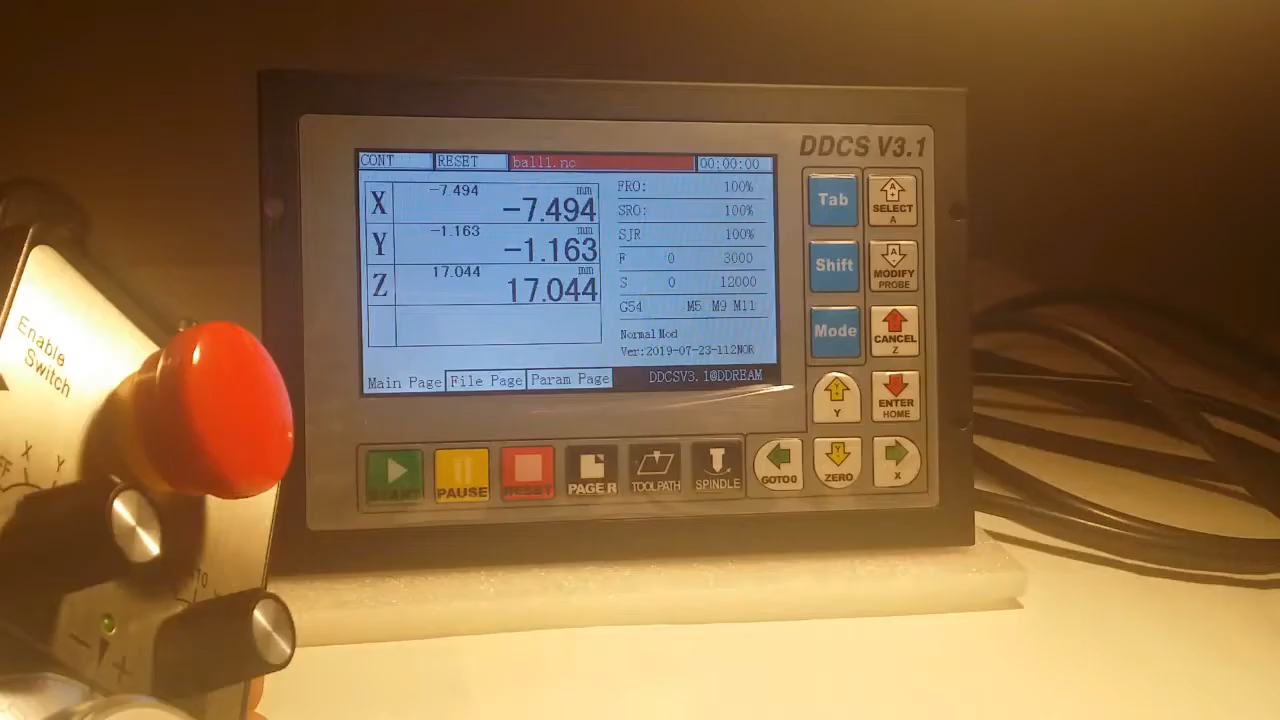 DDCS V3.1
CONT RESET ball1.nc 00:00:00
X -7.494 mm -7.494
Y -1.163 mm -1.163
Z 17.044 mm 17.044
FRO: 100%
SRO: 100%
SJR 100%
F 0 3000
S 0 12000
G54 M5 M9 M11
Normal Mod
Ver:2019-07-23-112NOR
Main Page File Page Param Page DDCSV3.1@DDREAM
Tab
A+
SELECT
A
Shift
A-
MODIFY
PROBE
Mode
CANCEL
Z
Y
ENTER
HOME
START
PAUSE
RESET
PAGE R
TOOLPATH
SPINDLE
GOTO0
Y
ZERO
X
Enable
Switch
X Y